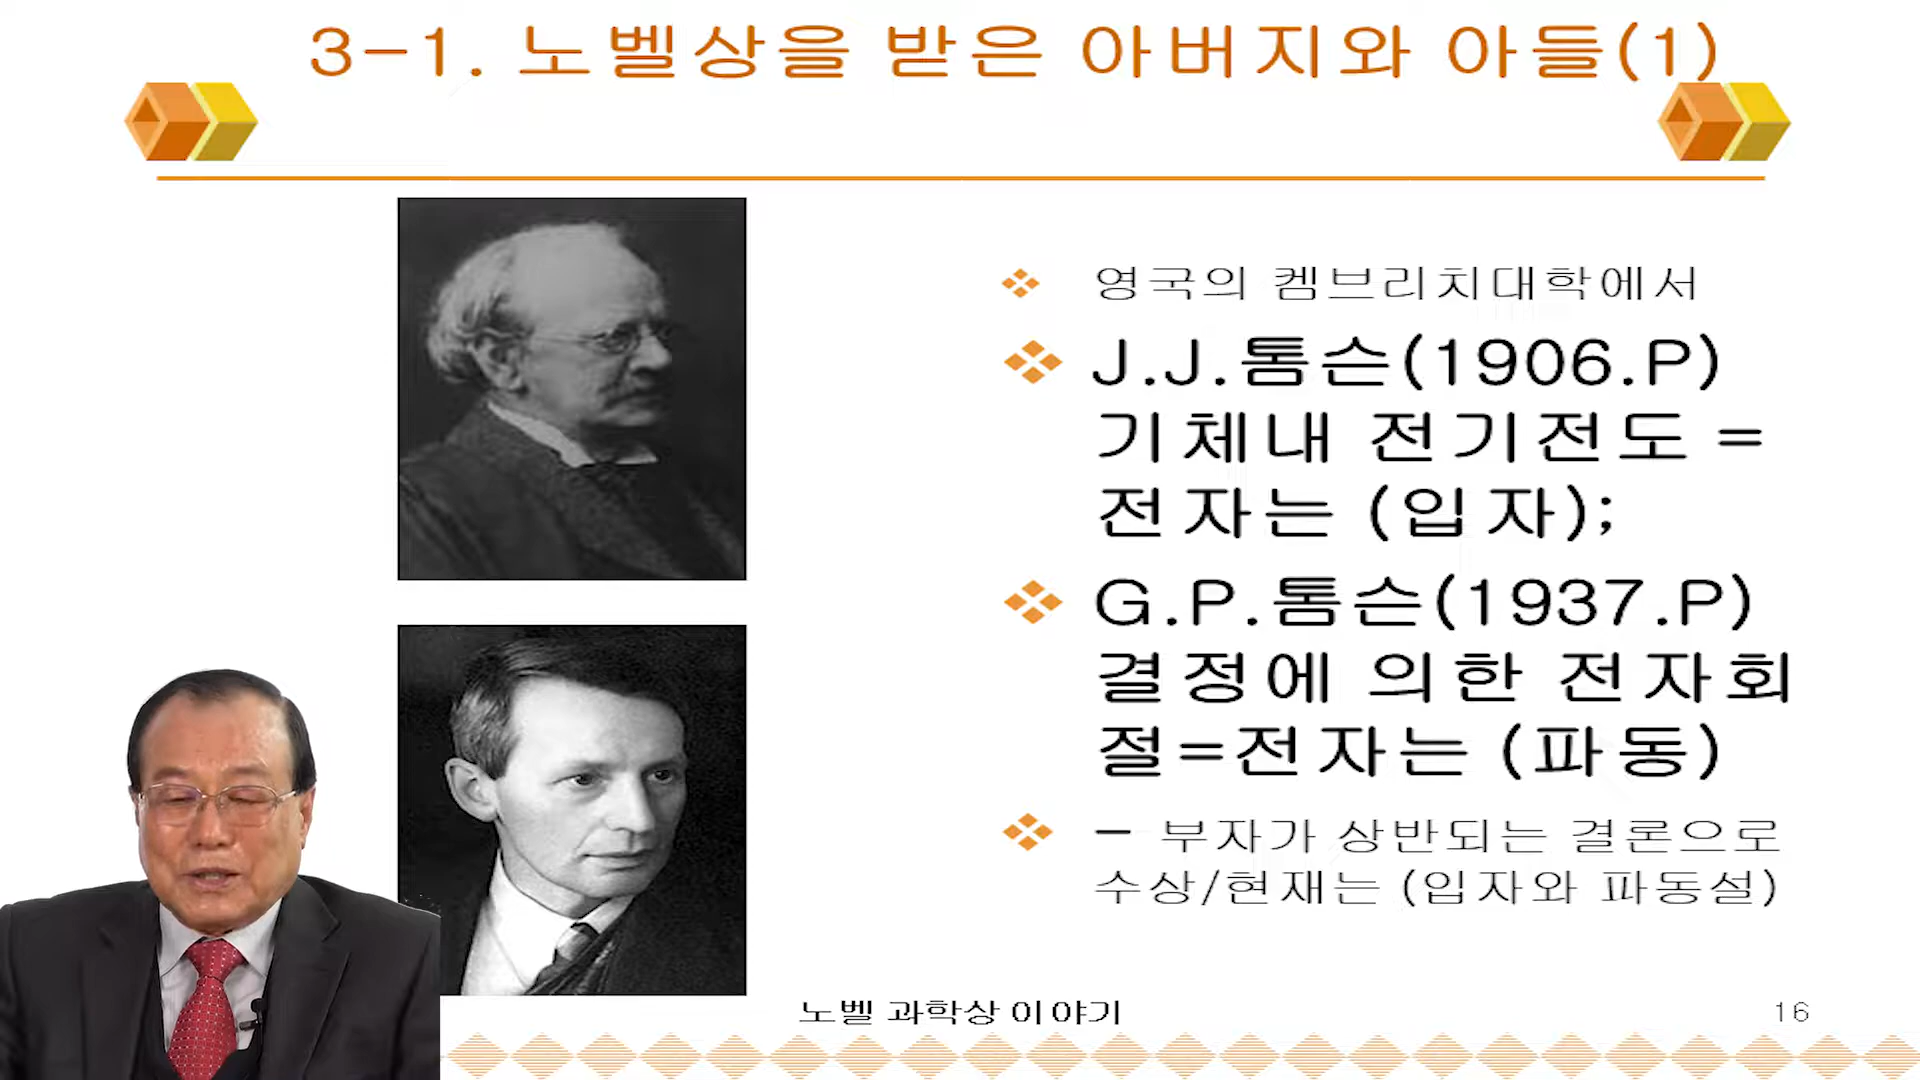 3-1. 노벨상을 받은 아버지와 아들(1)
영국의 켐브리치대학에서
J.J.톰슨(1906.P)
기체내 전기전도 =
전자는 (입자);
G.P.톰슨(1937.P)
결정에 의한 전자회
절=전자는 (파동)
- 부자가 상반되는 결론으로
수상/현재는 (입자와 파동설)
노벨 과학상 이야기
16